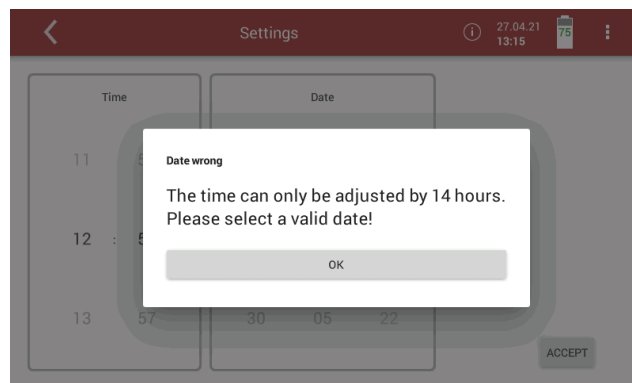 Settings
27.04.21
13:15
75
Time
Date
11
12 :
13 57 30 05 22
Date wrong
The time can only be adjusted by 14 hours.
Please select a valid date!
OK
ACCEPT